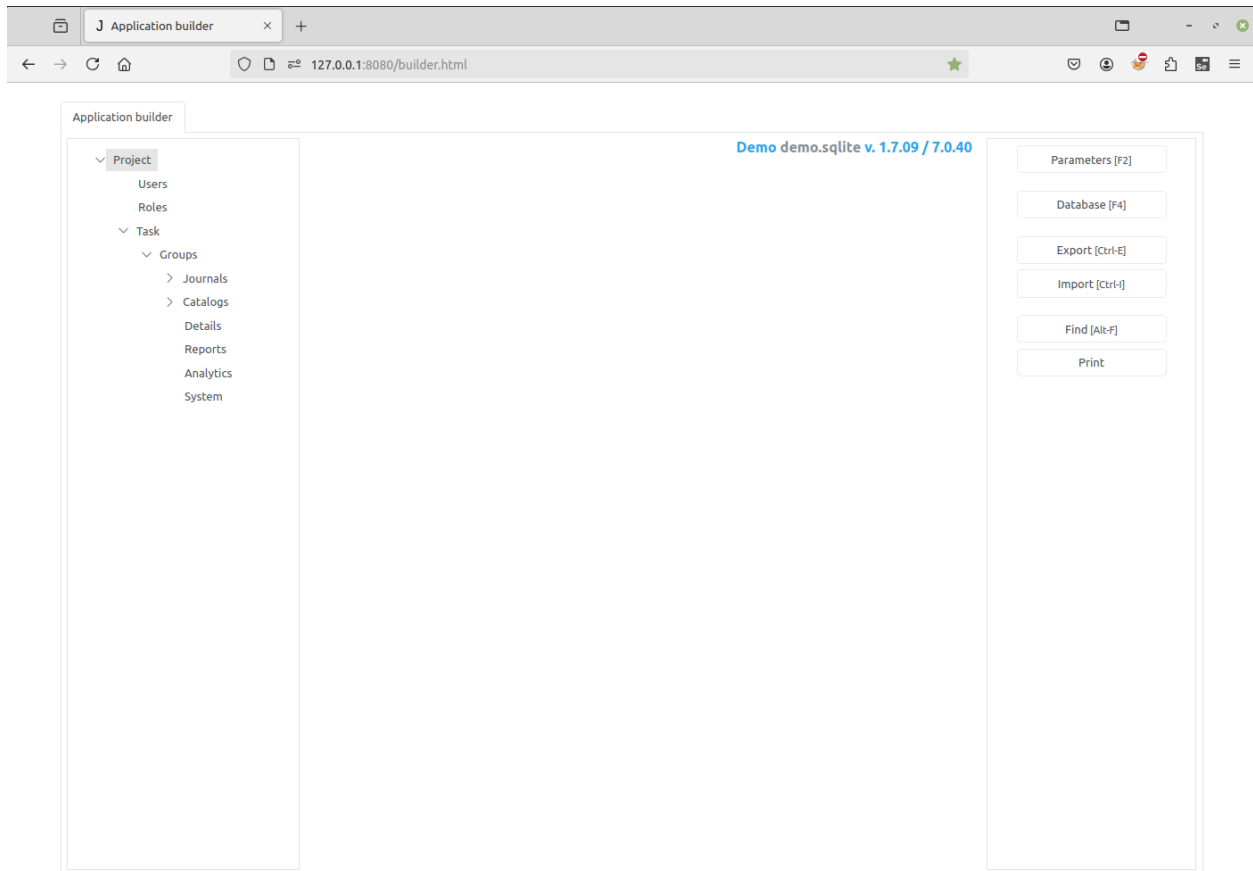 J Application builder
127.0.0.1:8080/builder.html
Se
Application builder
Demo demo.sqlite v. 1.7.09 / 7.0.40
Project
Users
Roles
Task
Groups
Journals
Catalogs
Details
Reports
Analytics
System
Parameters [F2]
Database [F4]
Export [Ctrl-E]
Import [Ctrl-I]
Find [Alt-F]
Print